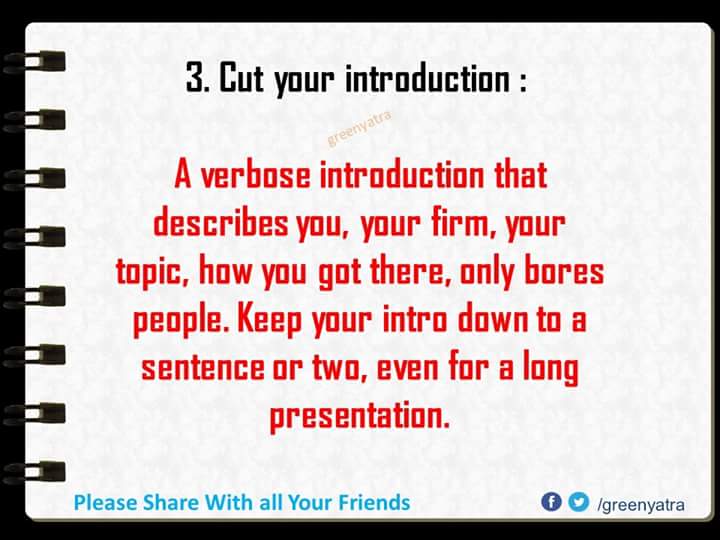 3. Cut your introduction :
greenyatra
A verbose introduction that
describes you, your firm, your
topic, how you got there, only bores
people. Keep your intro down to a
sentence or two, even for a long
presentation.
Please Share With all Your Friends
/greenyatra